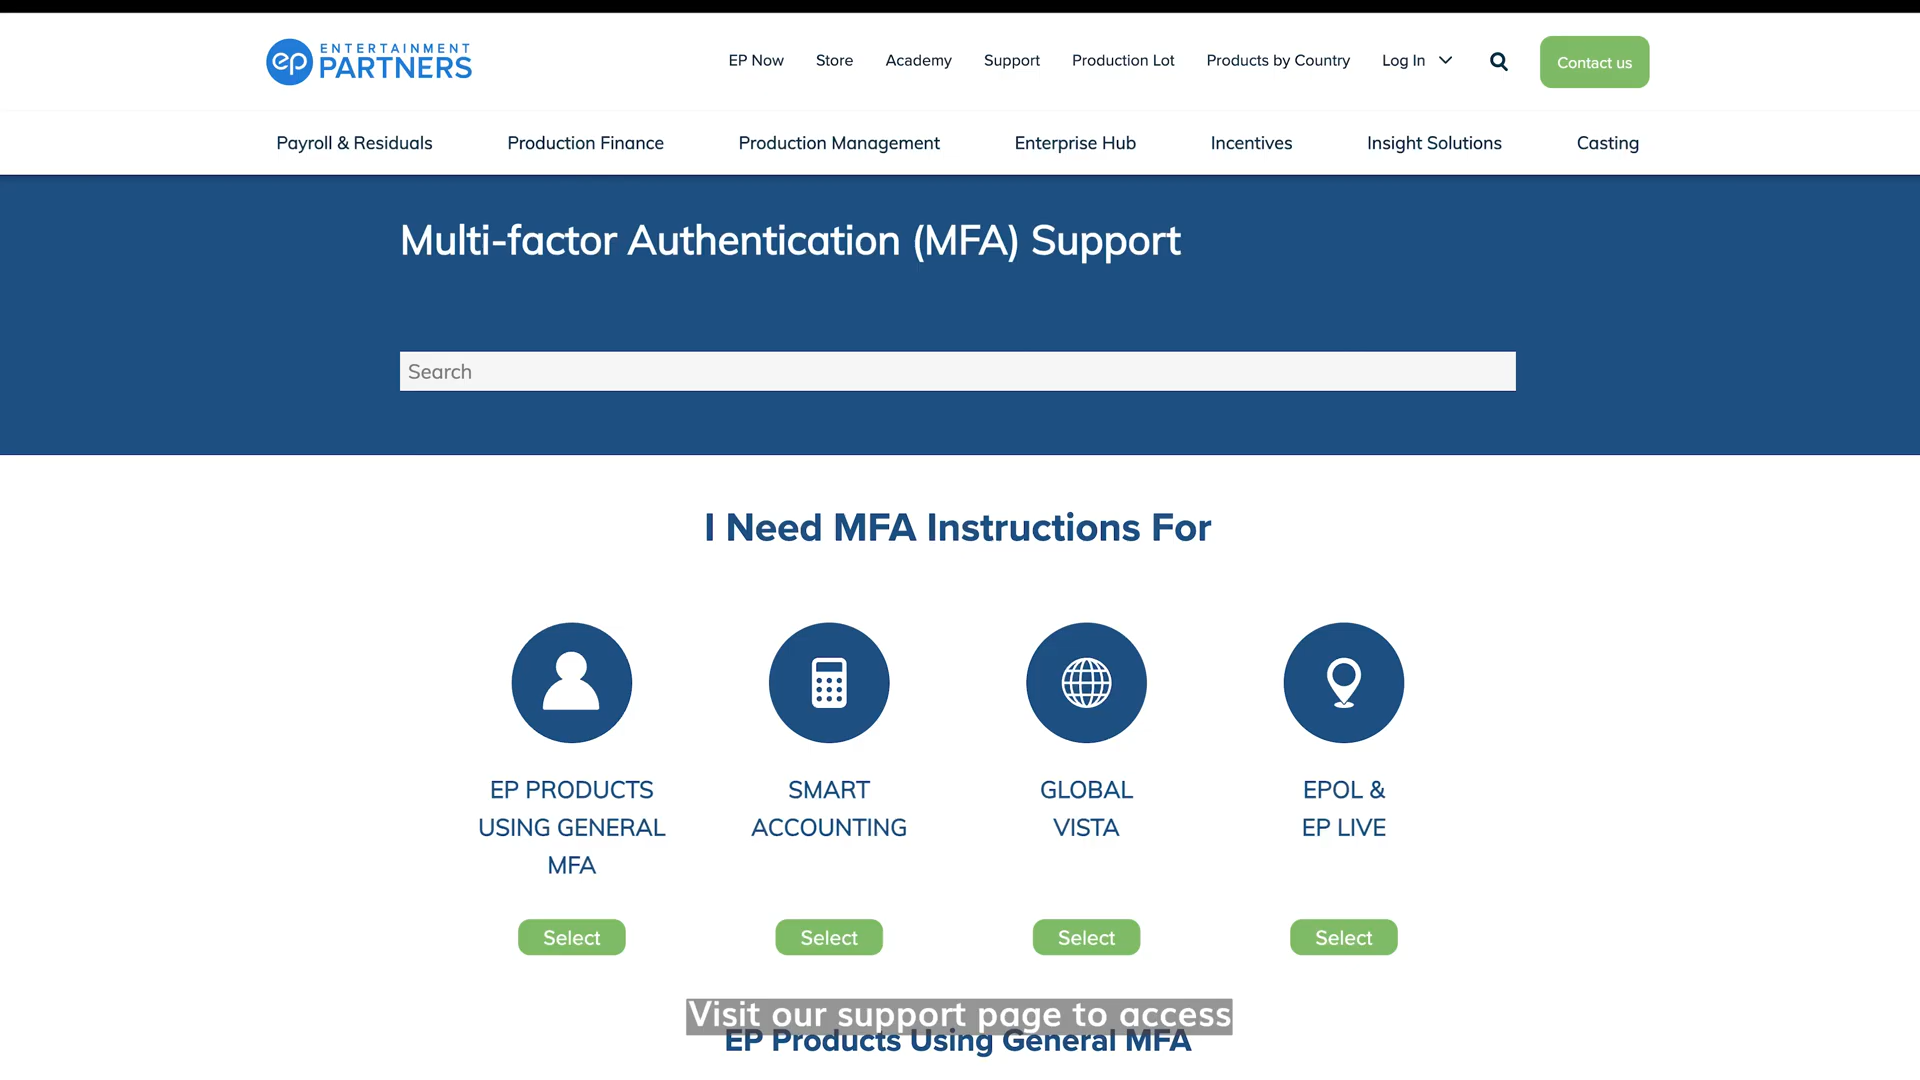 ep ENTERTAINMENT PARTNERS
EP Now Store Academy Support Production Lot Products by Country Log In Contact us
Payroll & Residuals Production Finance Production Management Enterprise Hub Incentives Insight Solutions Casting
Multi-factor Authentication (MFA) Support
Search
I Need MFA Instructions For
EP PRODUCTS
USING GENERAL
MFA
SMART
ACCOUNTING
GLOBAL
VISTA
EPOL &
EP LIVE
Select Select Select Select
Visit our support page to access
EP Products Using General MFA